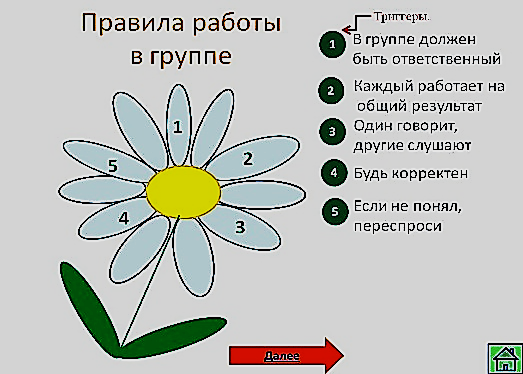 Правила работы
в группе
Триггеры.
1 В группе должен
быть ответственный
2 Каждый работает на
общий результат
3 Один говорит,
другие слушают
4 Будь корректен
5 Если не понял,
переспроси
1
2
5
4
3
Далее